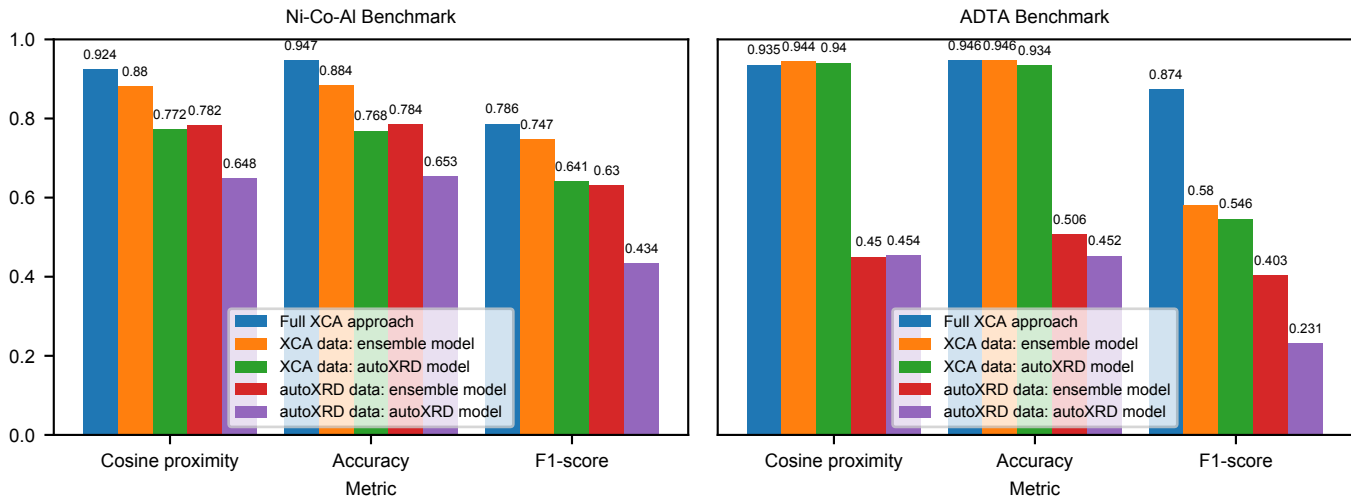 Ni-Co-Al Benchmark
1.0
0.8
0.6
0.4
0.2
0.0
0.924
0.88
0.772
0.782
0.648
0.947
0.884
0.768
0.784
0.653
0.786
0.747
0.641
0.63
0.434
Full XCA approach
XCA data: ensemble model
XCA data: autoXRD model
autoXRD data: ensemble model
autoXRD data: autoXRD model
Cosine proximity
Accuracy
F1-score
Metric
ADTA Benchmark
0.935
0.944
0.94
0.45
0.454
0.946
0.946
0.934
0.506
0.452
0.874
0.58
0.546
0.403
0.231
Full XCA approach
XCA data: ensemble model
XCA data: autoXRD model
autoXRD data: ensemble model
autoXRD data: autoXRD model
Cosine proximity
Accuracy
F1-score
Metric